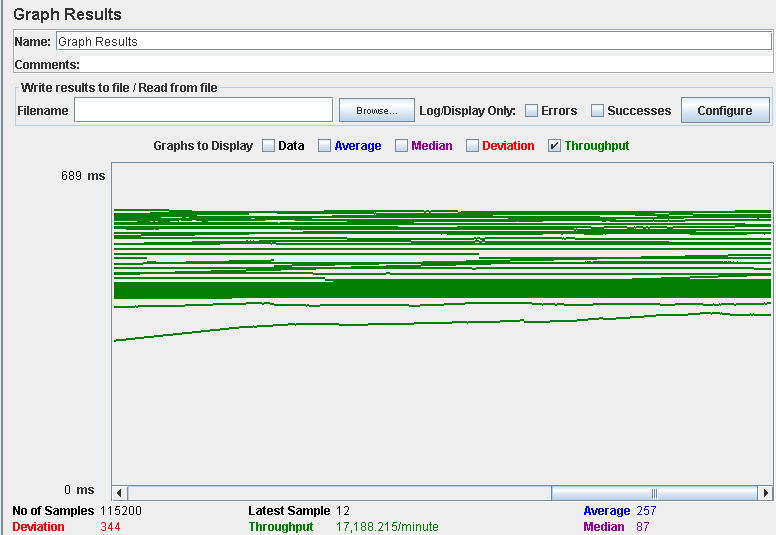 Graph Results
Name: Graph Results
Comments:
Write results to file / Read from file
Filename Browse... Log/Display Only: Errors Successes Configure
Graphs to Display Data Average Median Deviation Throughput
689 ms
0 ms
No of Samples 115200 Latest Sample 12 Average 257
Deviation 344 Throughput 17,188.215/minute Median 87